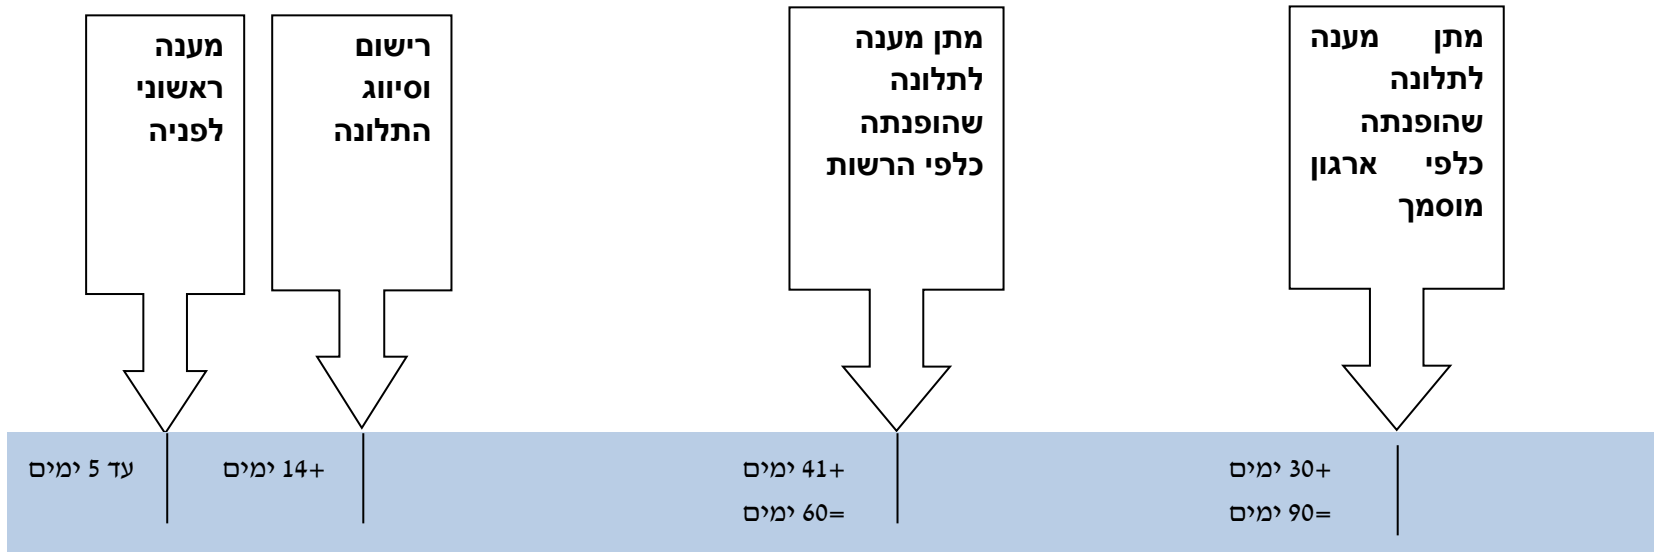 מענה
ראשוני
לפניה
רישום
וסיווג
התלונה
מתן מענה
לתלונה
שהופנתה
כלפי הרשות
מתן מענה
לתלונה
שהופנתה
כלפי ארגון
מוסמך
עד 5 ימים
+14 ימים
+41 ימים
=60 ימים
+30 ימים
=90 ימים